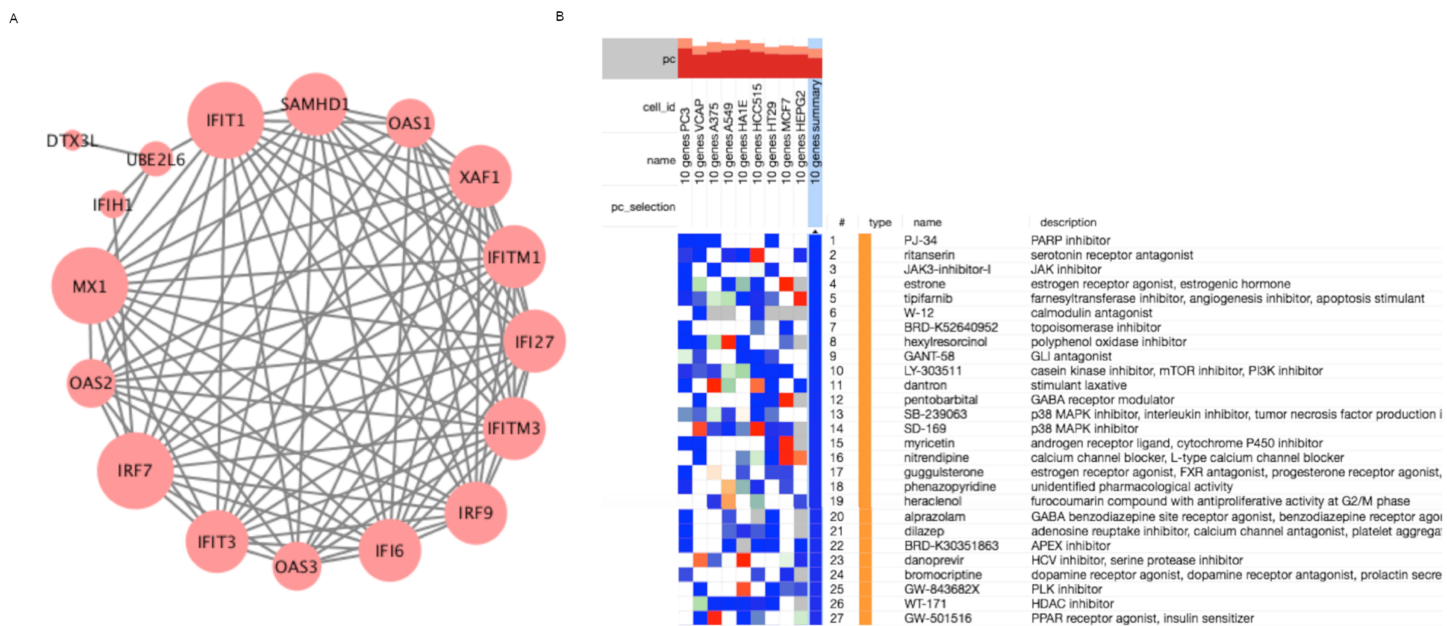 A
B
IFIT1
SAMHD1
OAS1
DTX3L
UBE2L6
XAF1
IFIH1
IFITM1
MX1
IFI27
OAS2
IFITM3
IRF7
IRF9
IFIT3
IFI6
OAS3
pc
cell_id
name
pc_selection
10 genes PC3
10 genes VCAP
10 genes A375
10 genes A549
10 genes HA1E
10 genes HCC515
10 genes HT29
10 genes MCF7
10 genes HEPG2
10 genes summary
# type name description
1 PJ-34 PARP inhibitor
2 ritanserin serotonin receptor antagonist
3 JAK3-inhibitor-I JAK inhibitor
4 estrone estrogen receptor agonist, estrogenic hormone
5 tipifarnib farnesyltransferase inhibitor, angiogenesis inhibitor, apoptosis stimulant
6 W-12 calmodulin antagonist
7 BRD-K52640952 topoisomerase inhibitor
8 hexylresorcinol polyphenol oxidase inhibitor
9 GANT-58 GLI antagonist
10 LY-303511 casein kinase inhibitor, mTOR inhibitor, PI3K inhibitor
11 dantron stimulant laxative
12 pentobarbital GABA receptor modulator
13 SB-239063 p38 MAPK inhibitor, interleukin inhibitor, tumor necrosis factor production i
14 SD-169 p38 MAPK inhibitor
15 myricetin androgen receptor ligand, cytochrome P450 inhibitor
16 nitrendipine calcium channel blocker, L-type calcium channel blocker
17 guggulsterone estrogen receptor agonist, FXR antagonist, progesterone receptor agonist,
18 phenazopyridine unidentified pharmacological activity
19 heraclenol furocoumarin compound with antiproliferative activity at G2/M phase
20 alprazolam GABA benzodiazepine site receptor agonist, benzodiazepine receptor ago
21 dilazep adenosine reuptake inhibitor, calcium channel antagonist, platelet aggrega
22 BRD-K30351863 APEX inhibitor
23 danoprevir HCV inhibitor, serine protease inhibitor
24 bromocriptine dopamine receptor agonist, dopamine receptor antagonist, prolactin secre
25 GW-843682X PLK inhibitor
26 WT-171 HDAC inhibitor
27 GW-501516 PPAR receptor agonist, insulin sensitizer